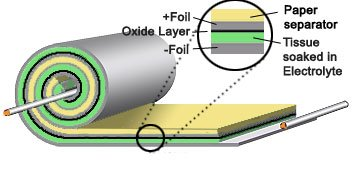 +Foil
Oxide Layer
-Foil
Paper
separator
Tissue
soaked in
Electrolyte